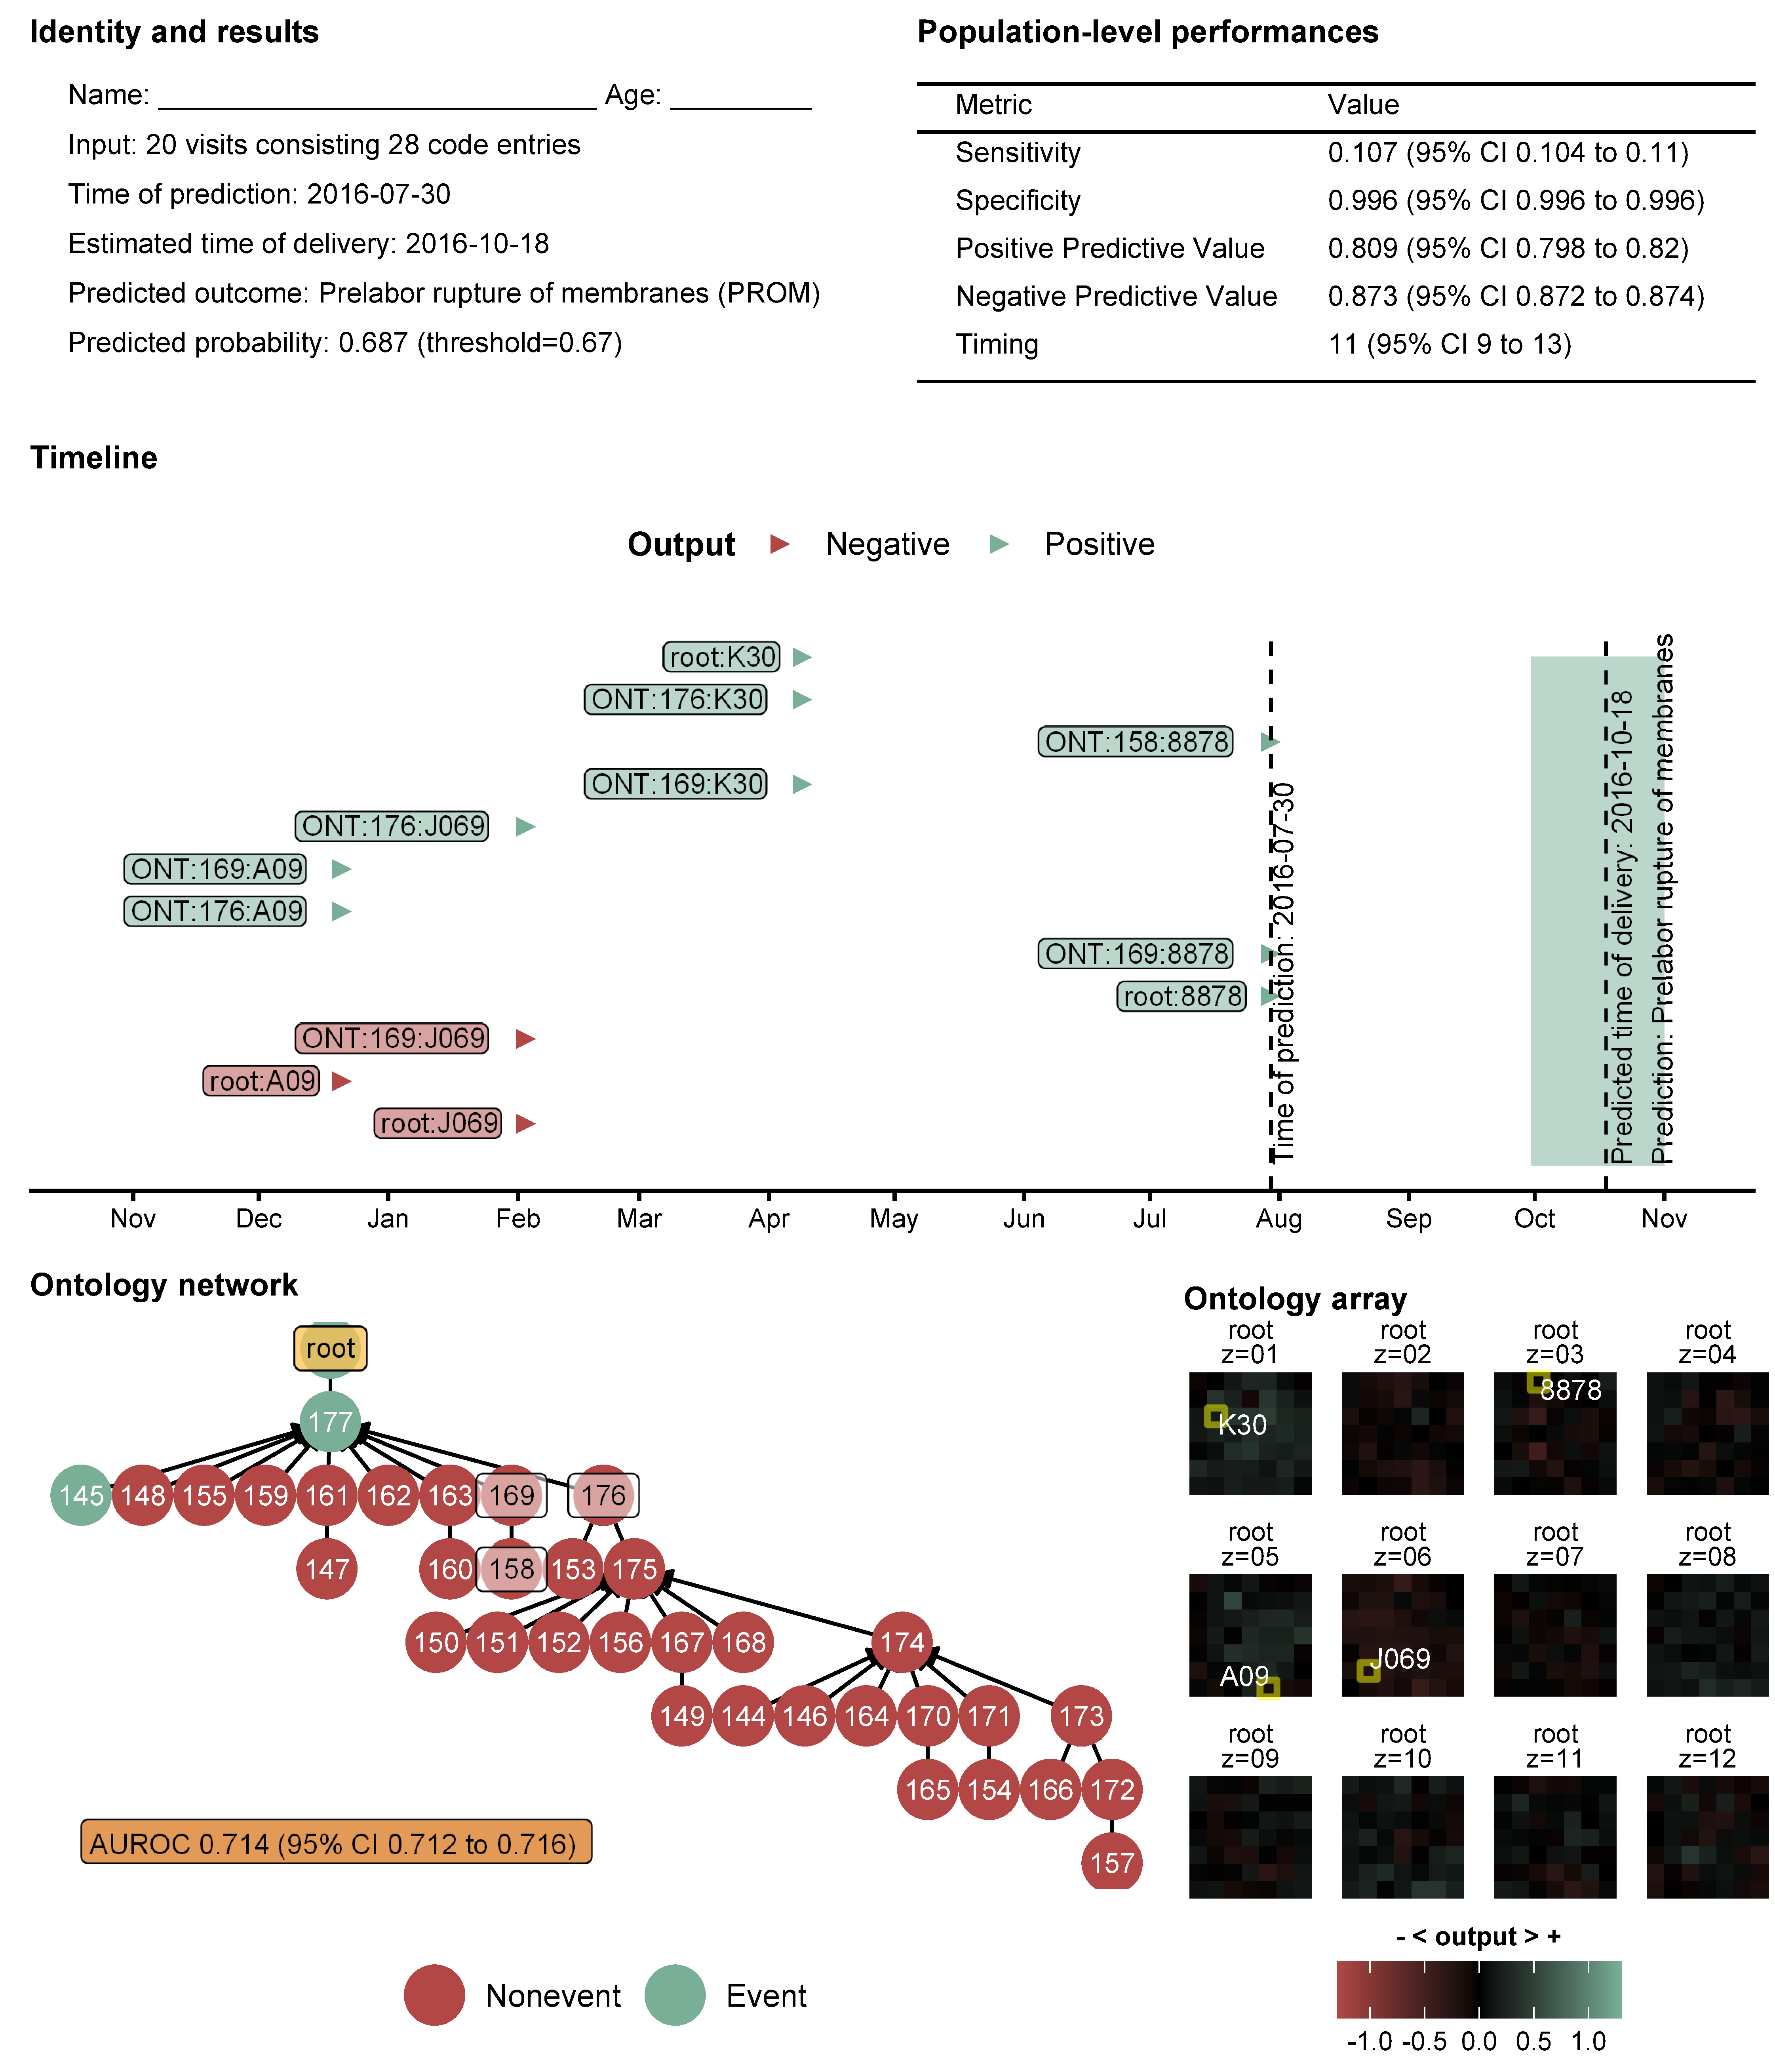 Identity and results
Name: ____________________________ Age: _________
Input: 20 visits consisting 28 code entries
Time of prediction: 2016-07-30
Estimated time of delivery: 2016-10-18
Predicted outcome: Prelabor rupture of membranes (PROM)
Predicted probability: 0.687 (threshold=0.67)
Population-level performances
Metric Value
Sensitivity 0.107 (95% CI 0.104 to 0.11)
Specificity 0.996 (95% CI 0.996 to 0.996)
Positive Predictive Value 0.809 (95% CI 0.798 to 0.82)
Negative Predictive Value 0.873 (95% CI 0.872 to 0.874)
Timing 11 (95% CI 9 to 13)
Timeline
Output Negative Positive
root:K30
ONT:176:K30
ONT:158:8878
ONT:169:K30
ONT:176:J069
ONT:169:A09
ONT:176:A09
ONT:169:8878
root:8878
ONT:169:J069
root:A09
root:J069
Time of prediction: 2016-07-30
Predicted time of delivery: 2016-10-18
Prediction: Prelabor rupture of membranes
Nov Dec Jan Feb Mar Apr May Jun Jul Aug Sep Oct Nov
Ontology network
root
177
145 148 155 159 161 162 163 169 176
147 160 158 153 175
150 151 152 156 167 168 174
149 144 146 164 170 171 173
165 154 166 172
157
AUROC 0.714 (95% CI 0.712 to 0.716)
Nonevent Event
Ontology array
root root root root
z=01 z=02 z=03 z=04
K30 8878
root root root root
z=05 z=06 z=07 z=08
A09 J069
root root root root
z=09 z=10 z=11 z=12
- < output > +
-1.0 -0.5 0.0 0.5 1.0